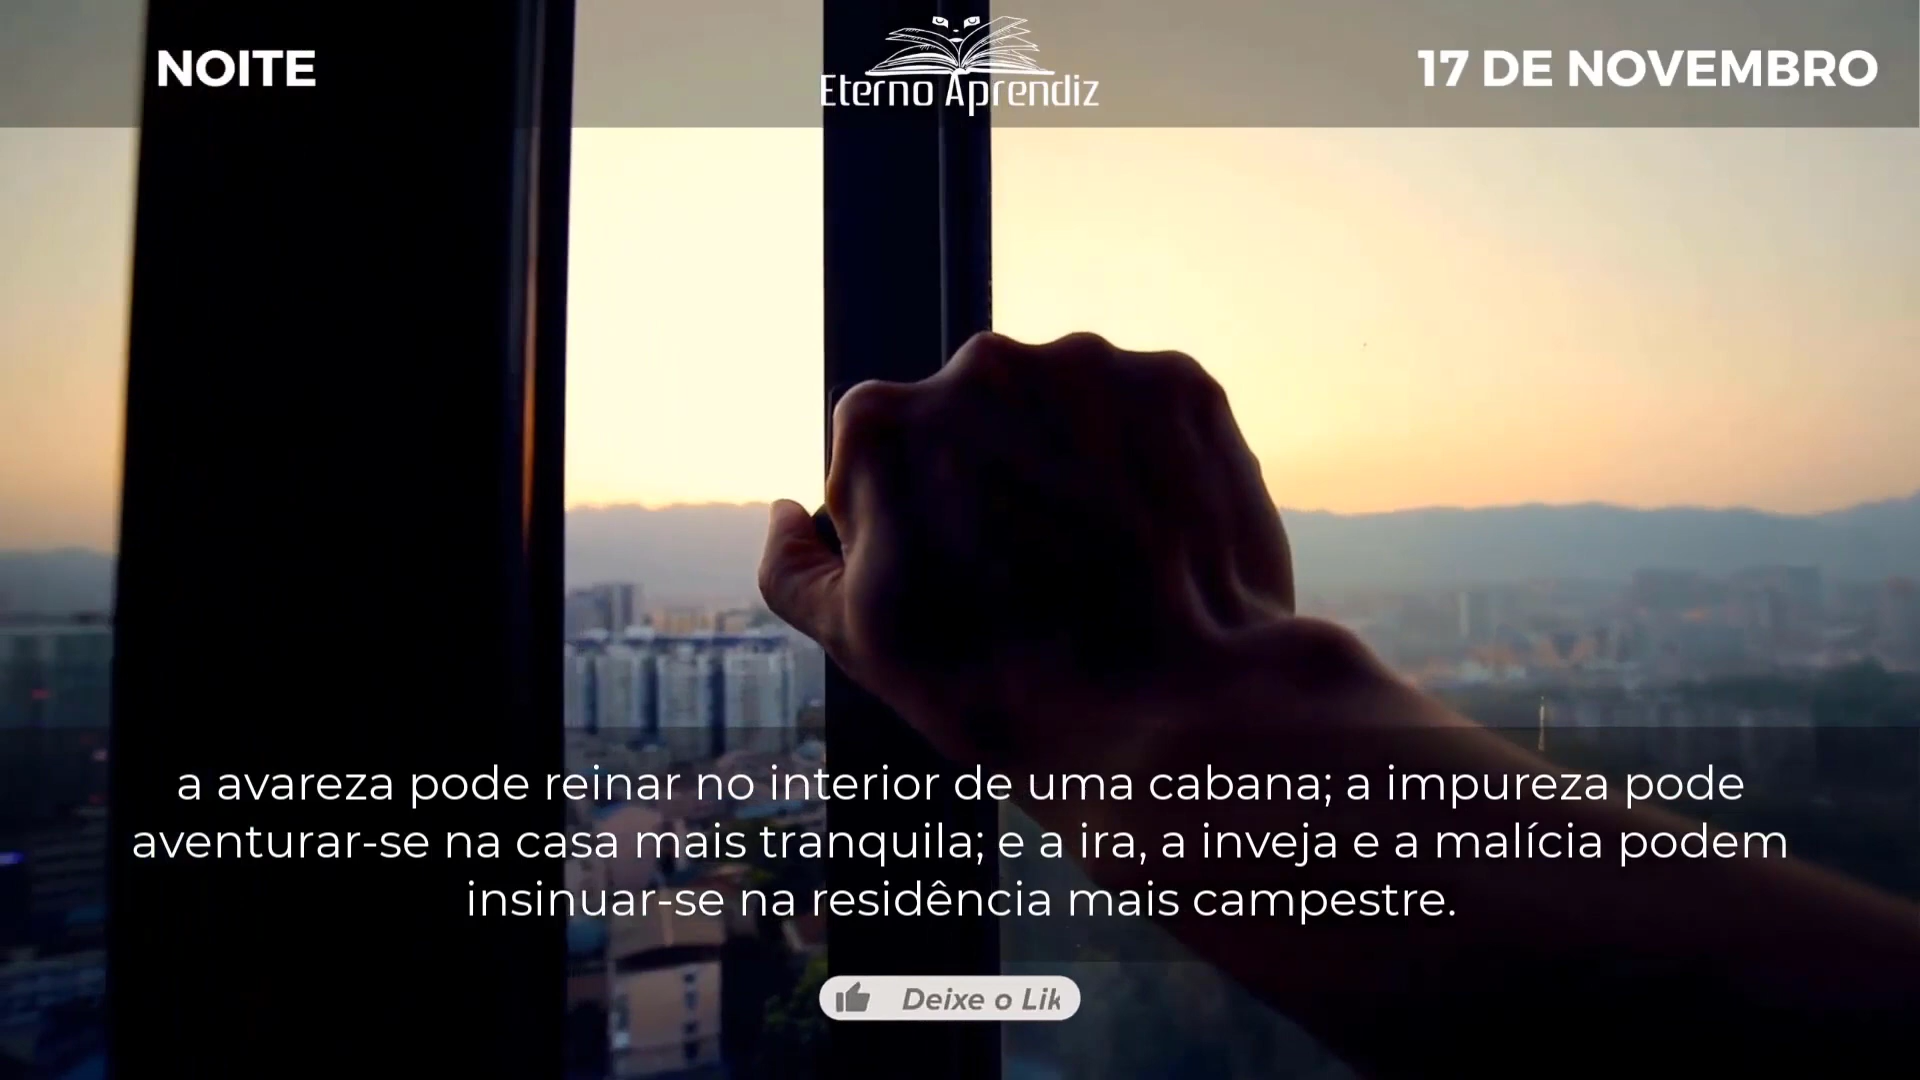 NOITE
Eterno Aprendiz
17 DE NOVEMBRO
a avareza pode reinar no interior de uma cabana; a impureza pode
aventurar-se na casa mais tranquila; e a ira, a inveja e a malícia podem
insinuar-se na residência mais campestre.
Deixe o Lik